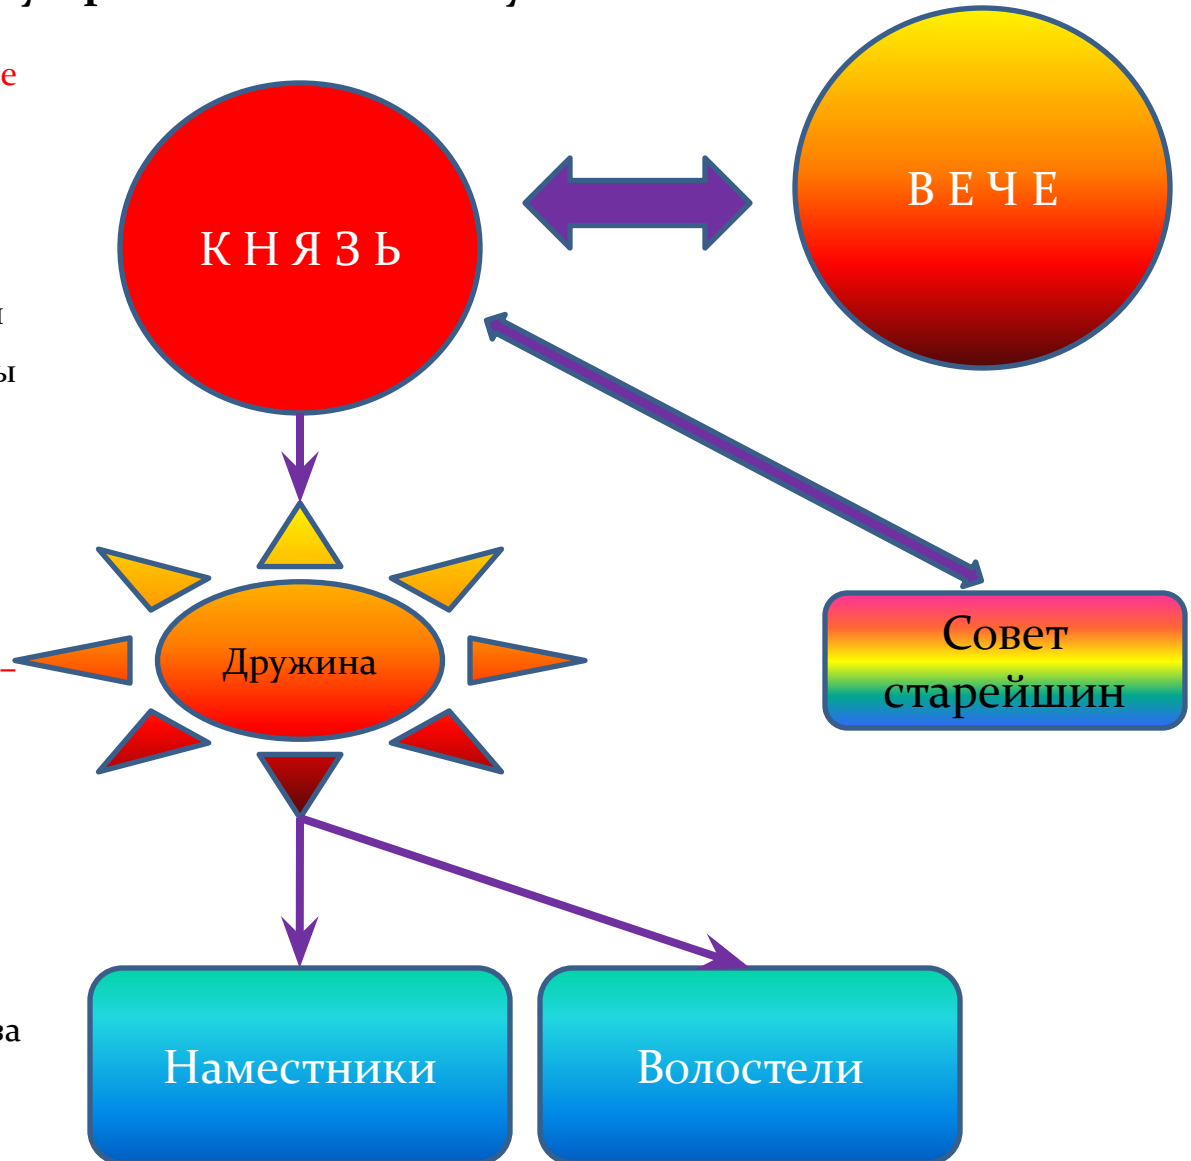 К Н Я З Ь
В Е Ч Е
Дружина
Совет
старейшин
Наместники
Волостели